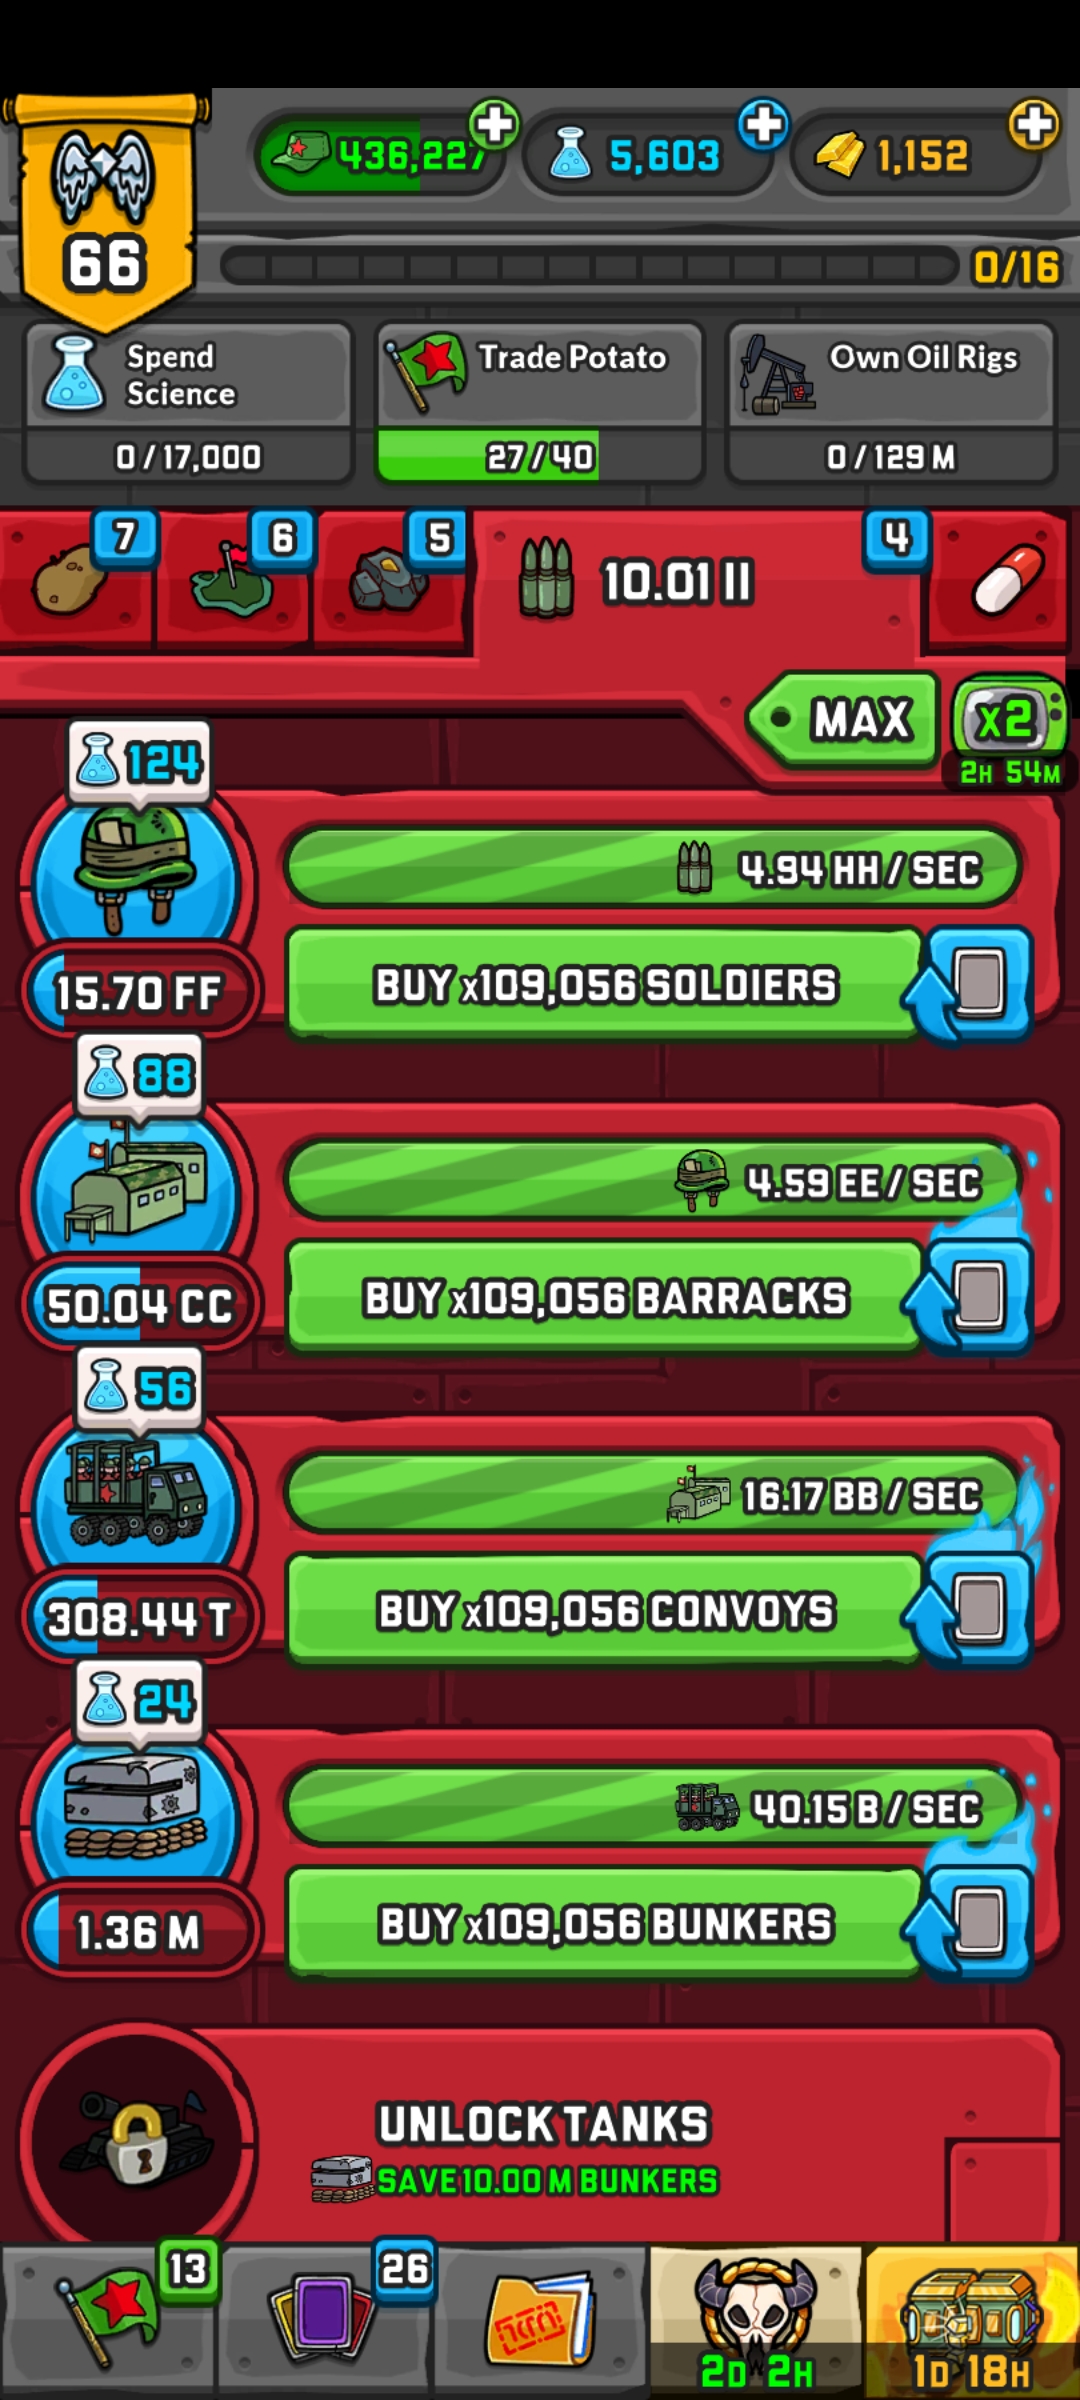 436,227
5,603
1,152
66
0/16
Spend
Science
0/17,000
Trade Potato
27/40
Own Oil Rigs
0/129 M
7
6
5
10.01 II
4
MAX
x2
2H 54M
124
4.94 HH / SEC
15.70 FF
BUY x109,056 SOLDIERS
88
4.59 EE / SEC
50.04 CC
BUY x109,056 BARRACKS
56
16.17 BB / SEC
308.44 T
BUY x109,056 CONVOYS
24
40.15 B / SEC
1.36 M
BUY x109,056 BUNKERS
UNLOCK TANKS
SAVE 10.00 M BUNKERS
13
26
2D 2H
1D 18H